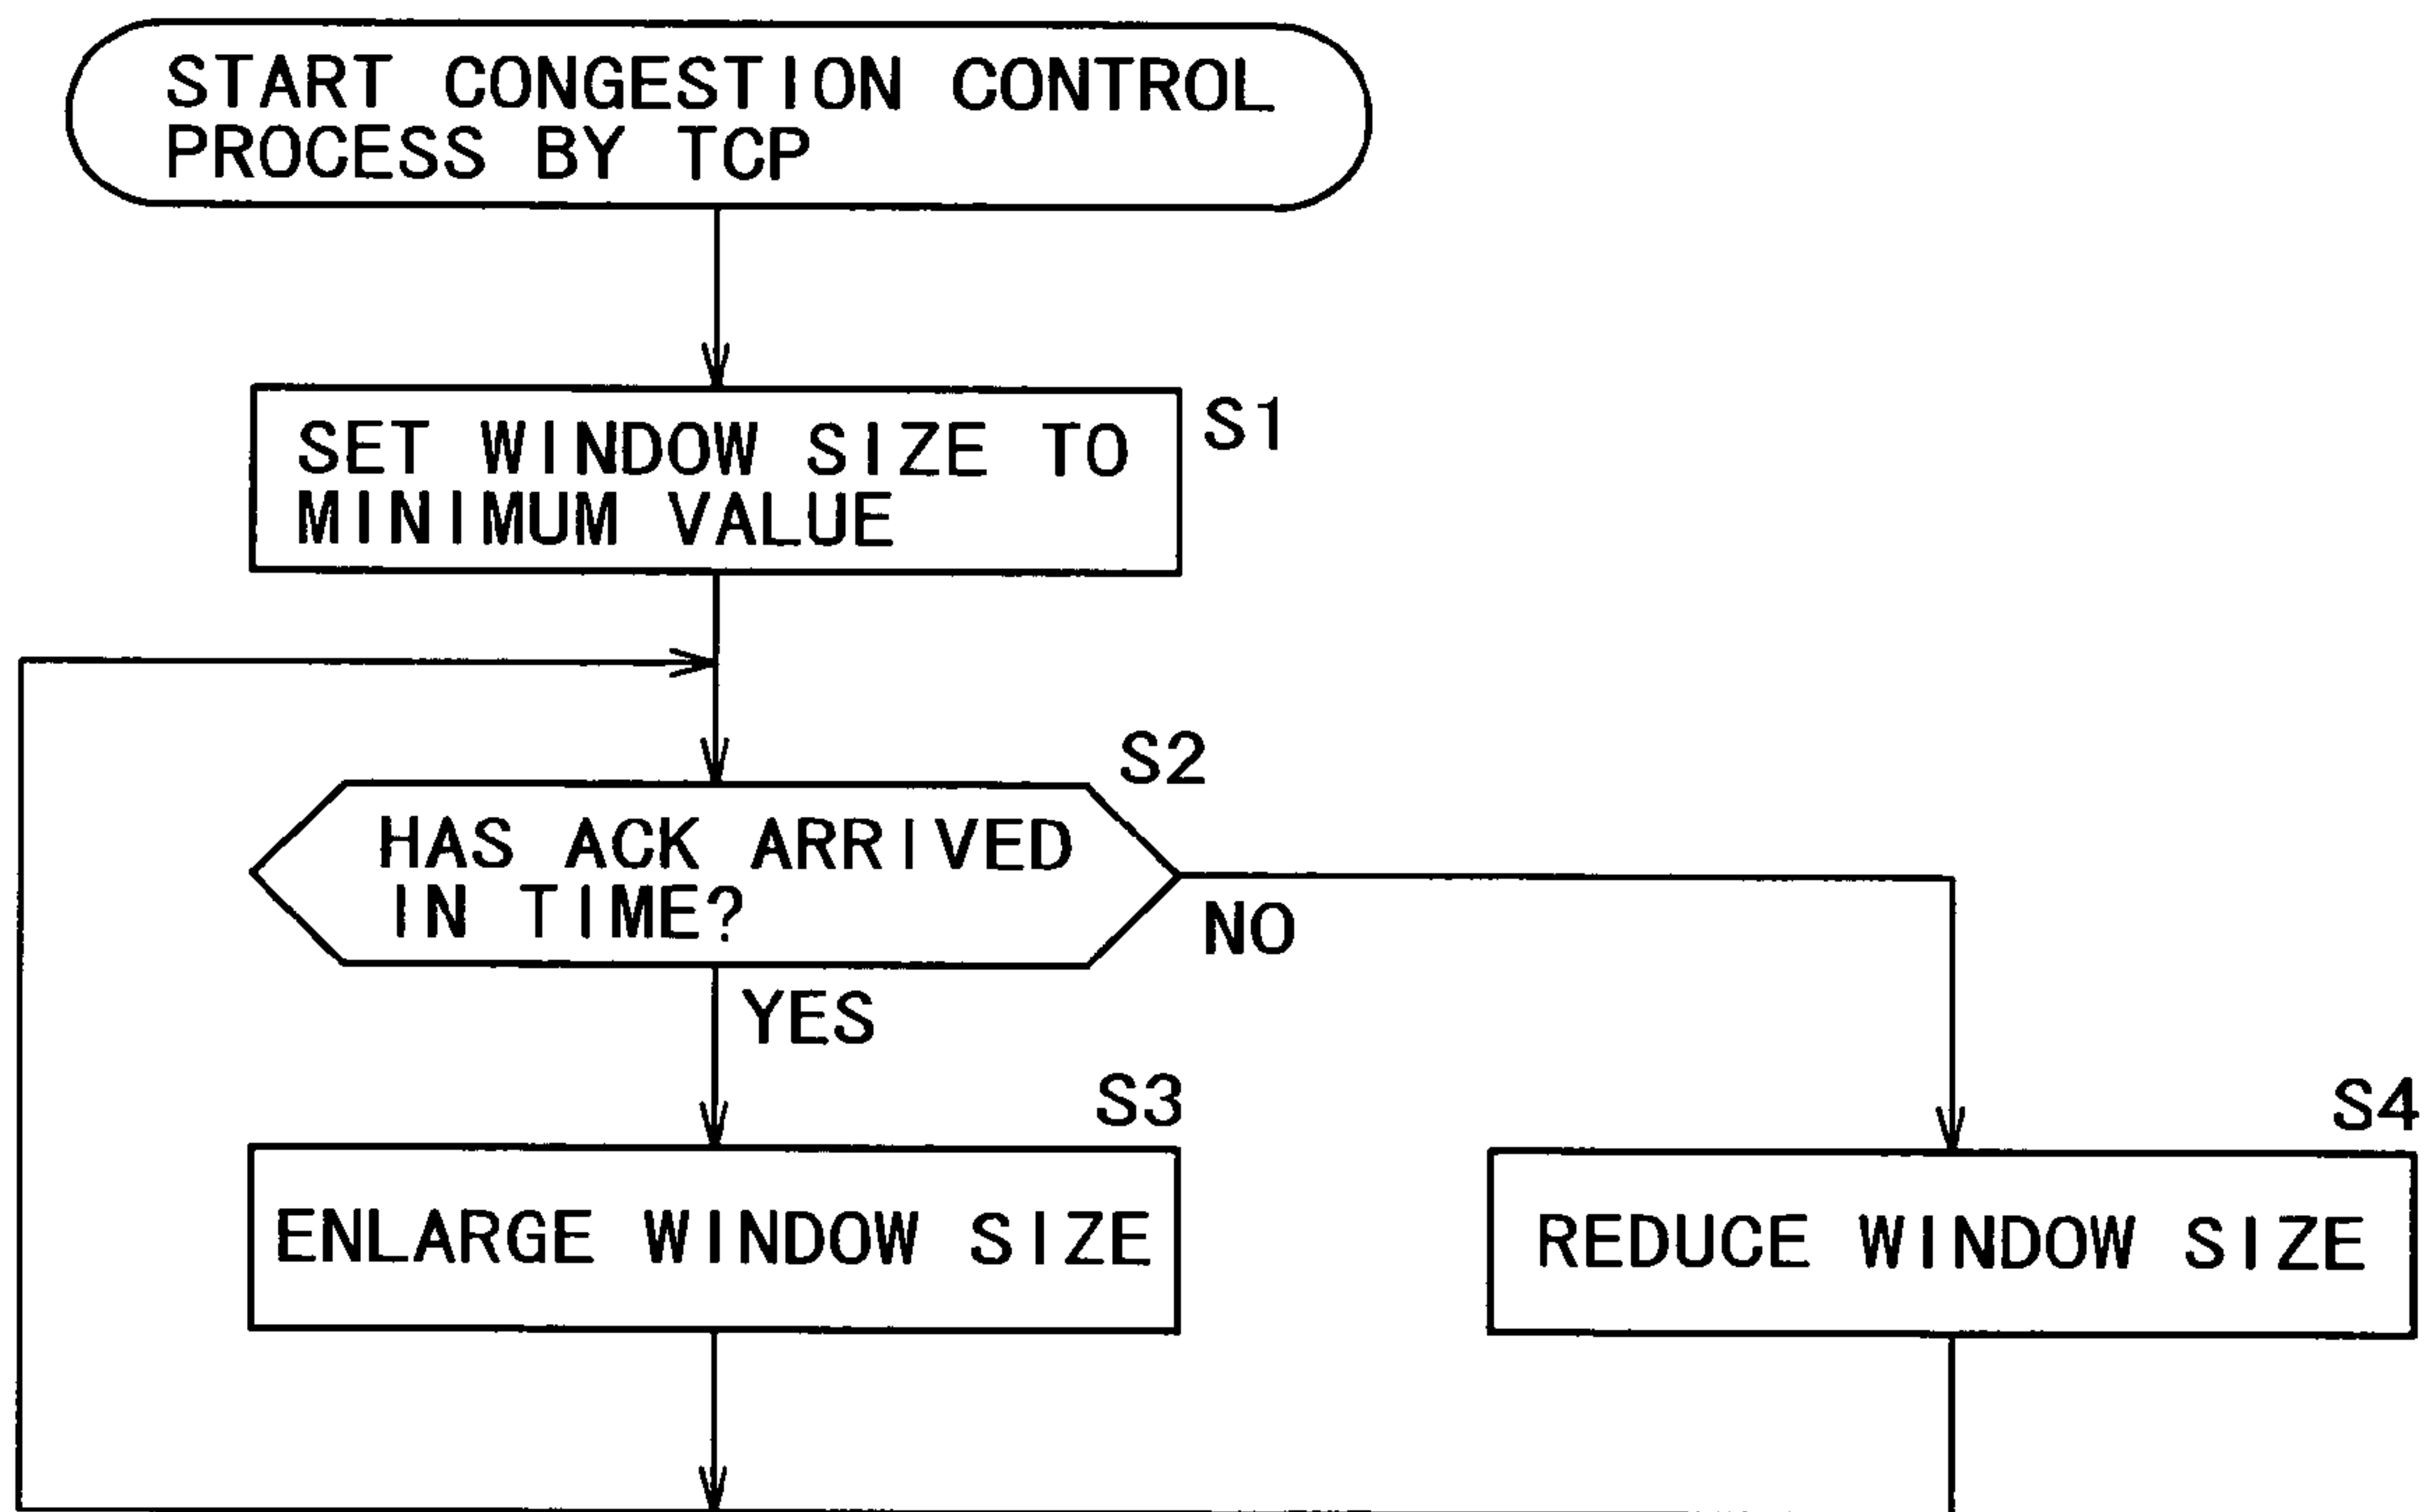 START CONGESTION CONTROL
PROCESS BY TCP
SET WINDOW SIZE TO
MINIMUM VALUE
S1
S2
HAS ACK ARRIVED
IN TIME?
NO
YES
S3
S4
ENLARGE WINDOW SIZE
REDUCE WINDOW SIZE